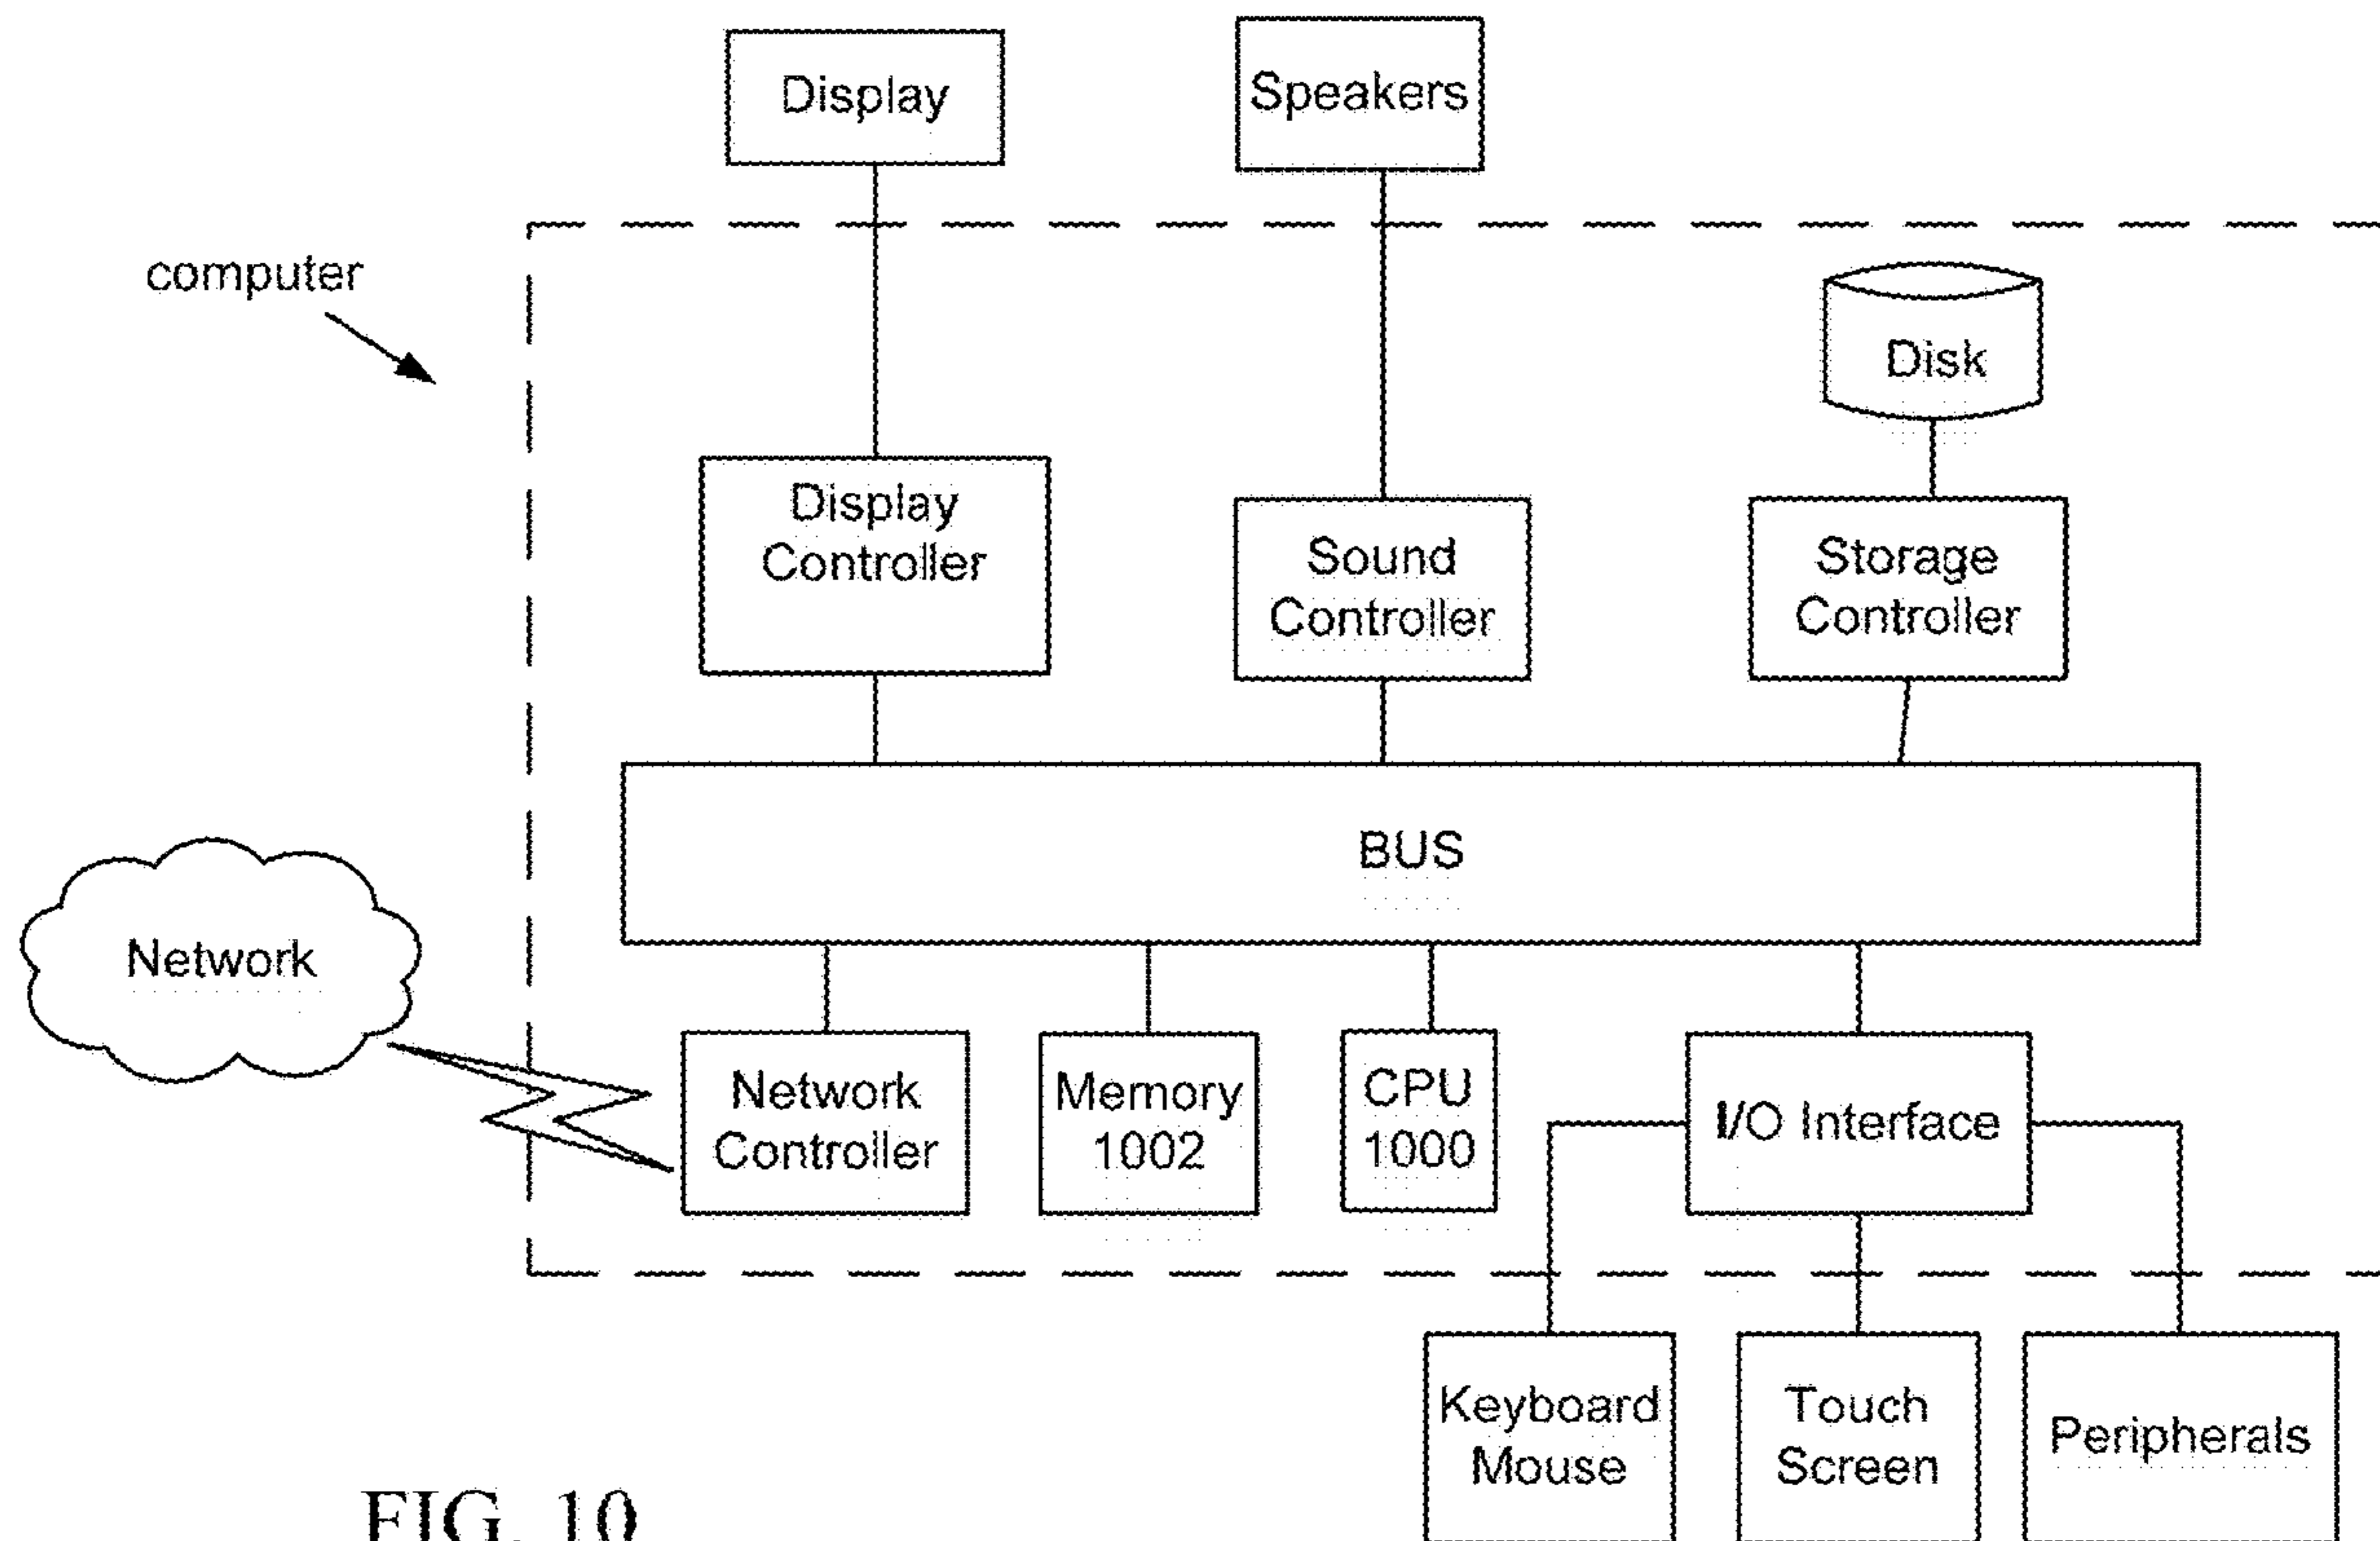 Display
Speakers
computer
Disk
Display
Controller
Sound
Controller
Storage
Controller
BUS
Network
Network
Controller
Memory
1002
CPU
1000
I/O Interface
Keyboard
Mouse
Touch
Screen
Peripherals
FIG. 10